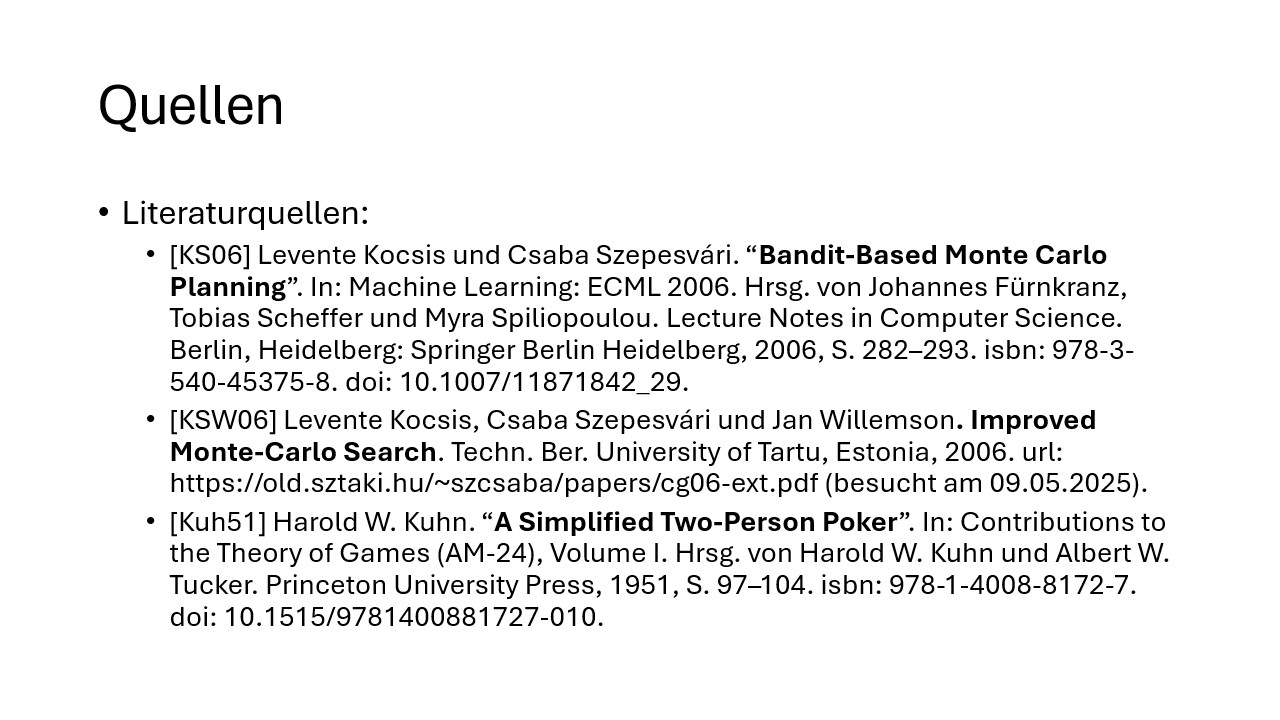 Quellen
• Literaturquellen:
• [KS06] Levente Kocsis und Csaba Szepesvári. “Bandit-Based Monte Carlo
Planning”. In: Machine Learning: ECML 2006. Hrsg. von Johannes Fürnkranz,
Tobias Scheffer und Myra Spiliopoulou. Lecture Notes in Computer Science.
Berlin, Heidelberg: Springer Berlin Heidelberg, 2006, S. 282–293. isbn: 978-3-
540-45375-8. doi: 10.1007/11871842_29.
• [KSW06] Levente Kocsis, Csaba Szepesvári und Jan Willemson. Improved
Monte-Carlo Search. Techn. Ber. University of Tartu, Estonia, 2006. url:
https://old.sztaki.hu/~szcsaba/papers/cg06-ext.pdf (besucht am 09.05.2025).
• [Kuh51] Harold W. Kuhn. “A Simplified Two-Person Poker”. In: Contributions to
the Theory of Games (AM-24), Volume I. Hrsg. von Harold W. Kuhn und Albert W.
Tucker. Princeton University Press, 1951, S. 97–104. isbn: 978-1-4008-8172-7.
doi: 10.1515/9781400881727-010.